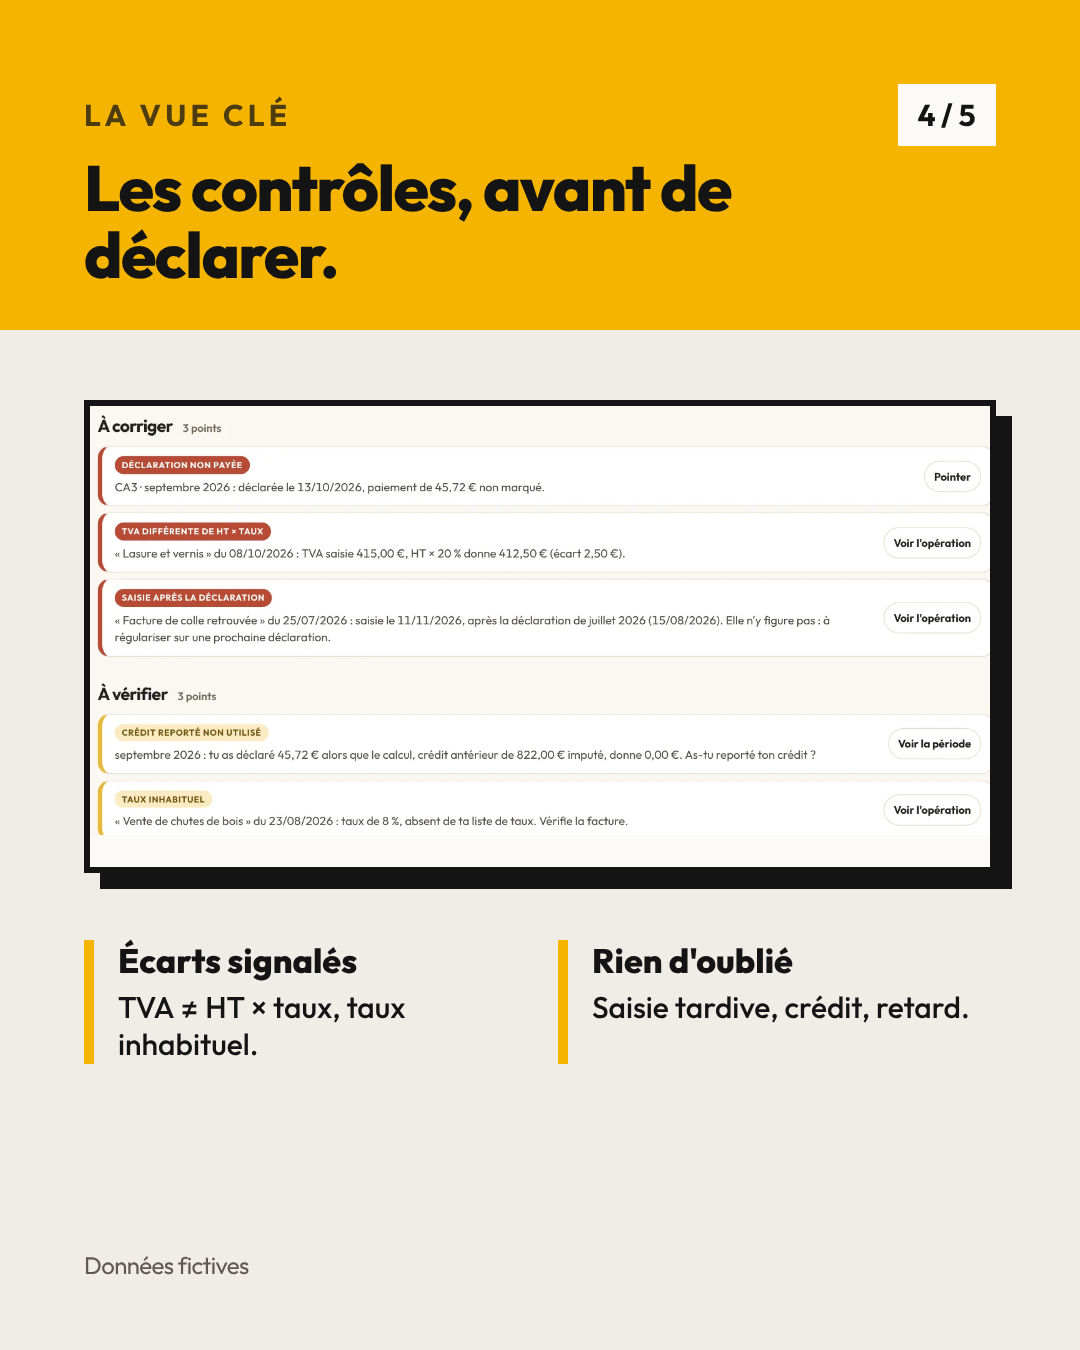 LA VUE CLÉ
4 / 5
Les contrôles, avant de
déclarer.
À corriger 3 points
DÉCLARATION NON PAYÉE
CA3 · septembre 2026 : déclarée le 13/10/2026, paiement de 45,72 € non marqué.
Pointer
TVA DIFFÉRENTE DE HT × TAUX
« Lasure et vernis » du 08/10/2026 : TVA saisie 415,00 €, HT × 20 % donne 412,50 € (écart 2,50 €).
Voir l'opération
SAISIE APRÈS LA DÉCLARATION
« Facture de colle retrouvée » du 25/07/2026 : saisie le 11/11/2026, après la déclaration de juillet 2026 (15/08/2026). Elle n'y figure pas : à
régulariser sur une prochaine déclaration.
Voir l'opération
À vérifier 3 points
CRÉDIT REPORTÉ NON UTILISÉ
septembre 2026 : tu as déclaré 45,72 € alors que le calcul, crédit antérieur de 822,00 € imputé, donne 0,00 €. As-tu reporté ton crédit ?
Voir la période
TAUX INHABITUEL
« Vente de chutes de bois » du 23/08/2026 : taux de 8 %, absent de ta liste de taux. Vérifie la facture.
Voir l'opération
Écarts signalés
TVA ≠ HT × taux, taux
inhabituel.
Rien d'oublié
Saisie tardive, crédit, retard.
Données fictives